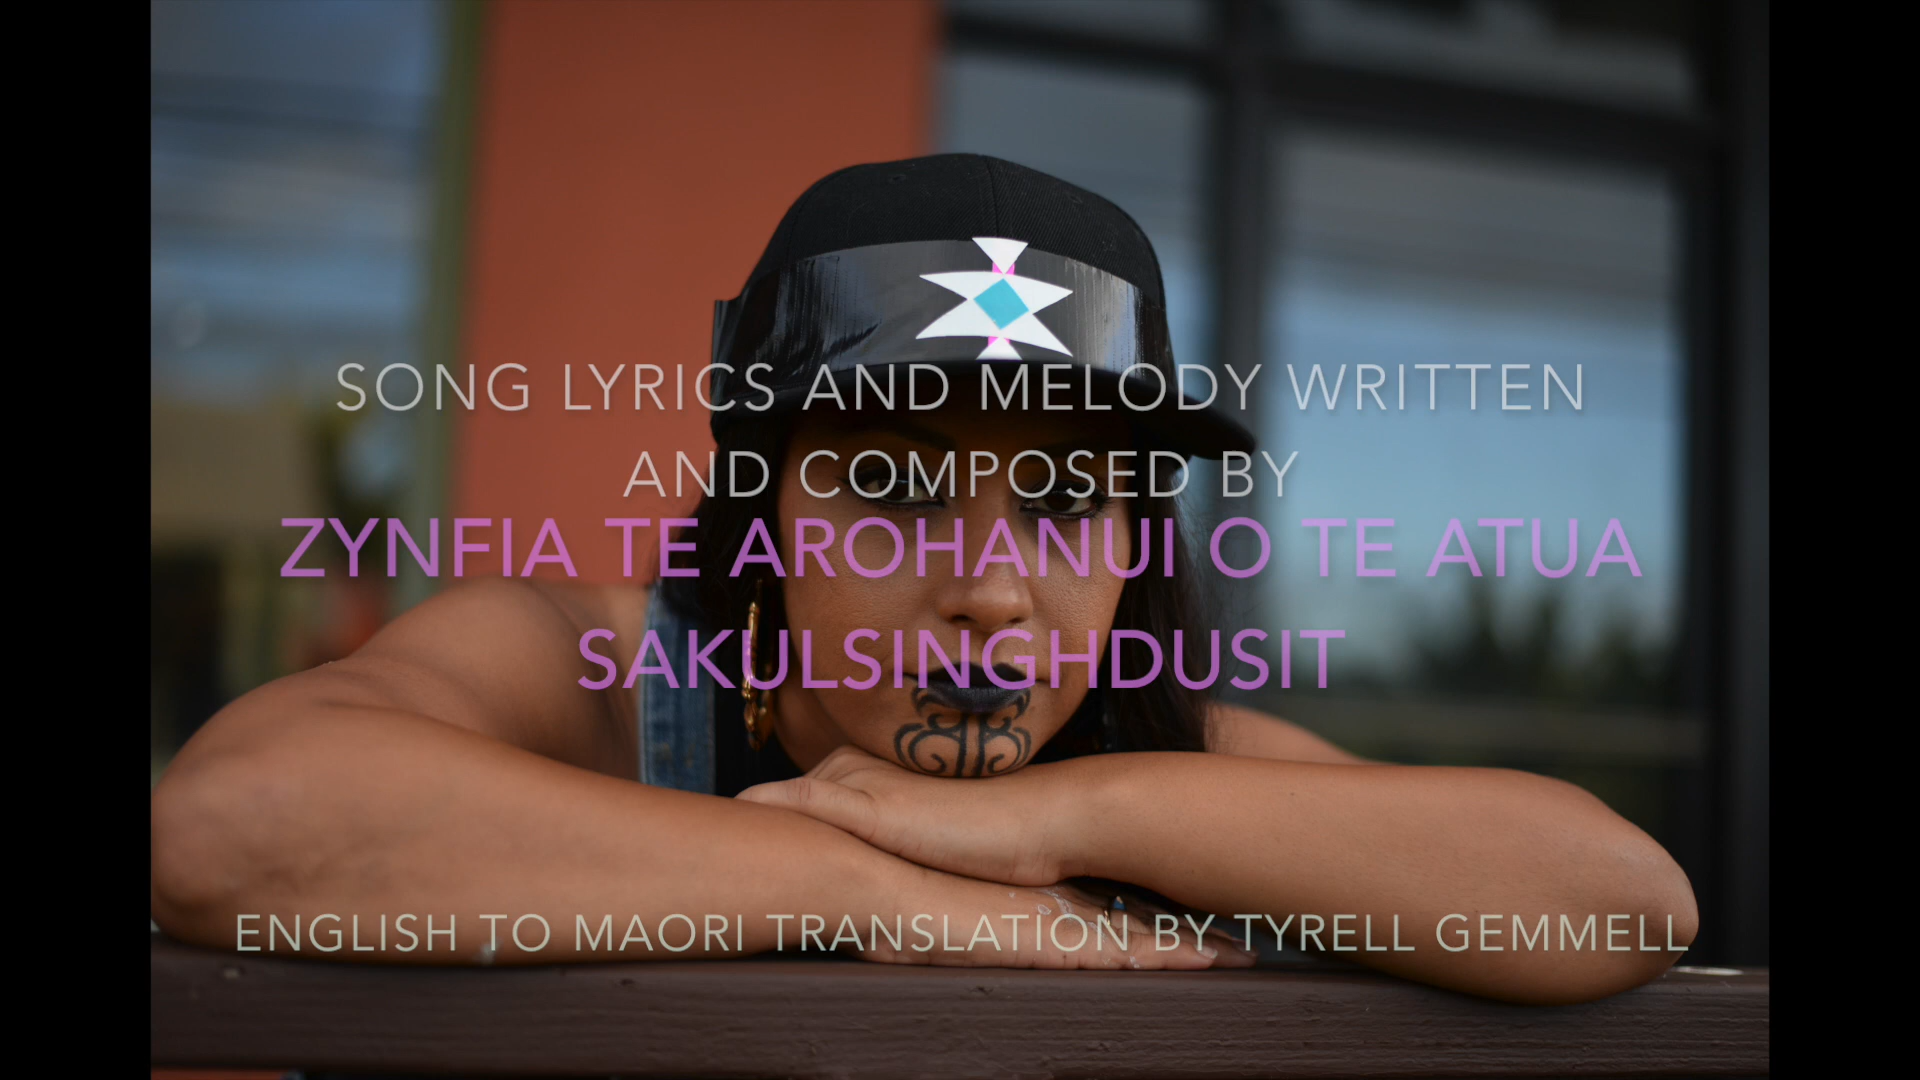 SONG LYRICS AND MELODY WRITTEN
AND COMPOSED BY
ZYNFIA TE AROHANUI O TE ATUA
SAKULSINGHDUSIT
ENGLISH TO MAORI TRANSLATION BY TYRELL GEMMELL